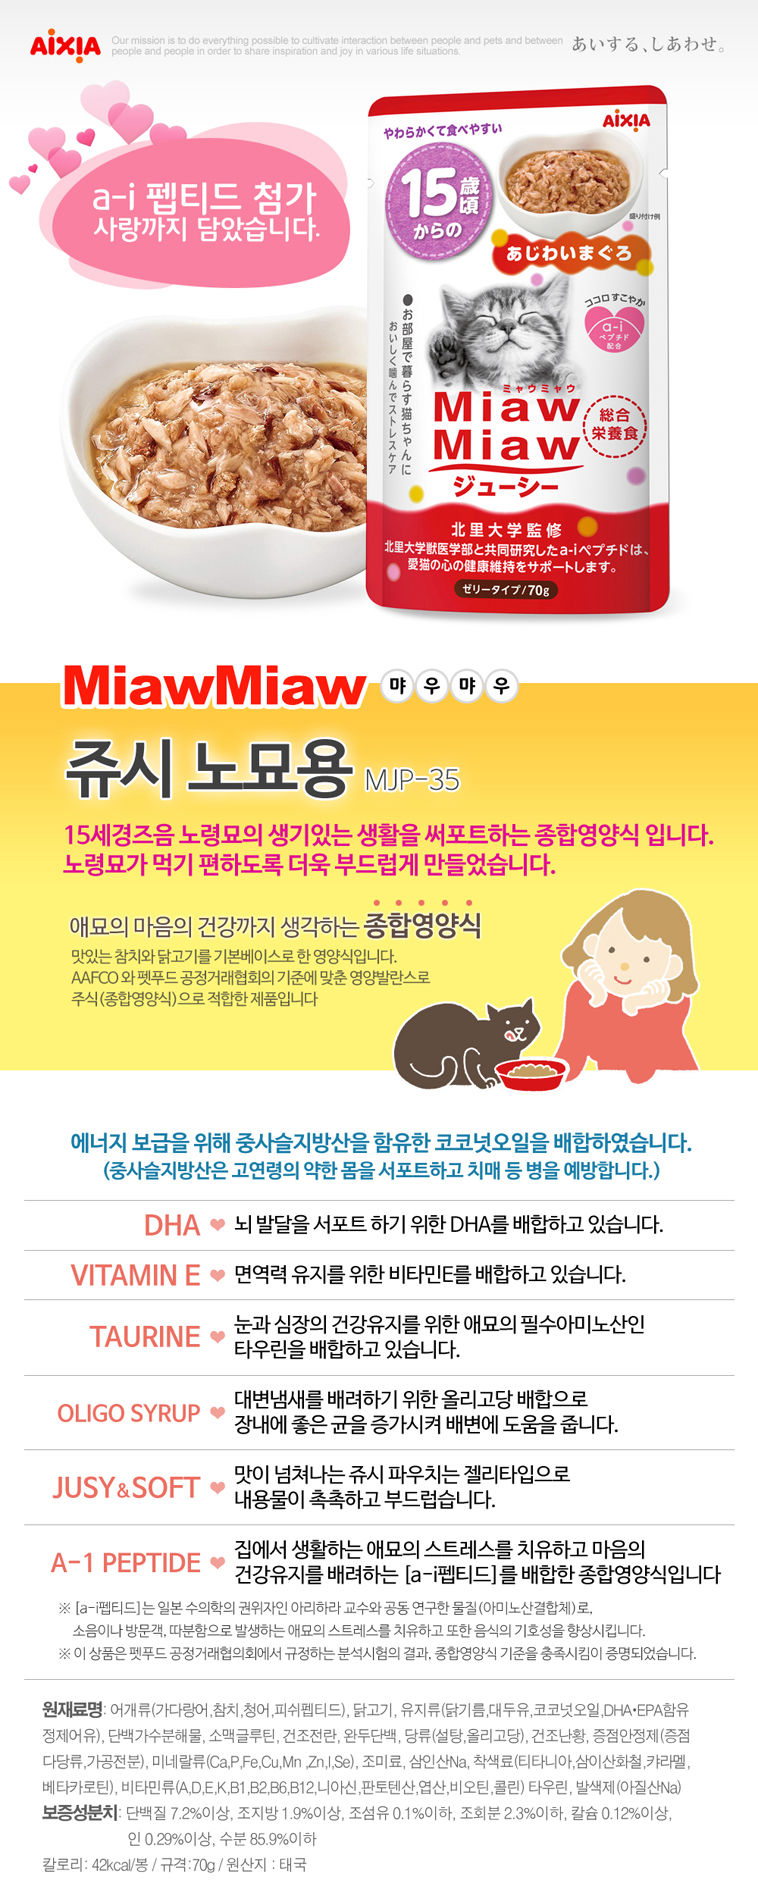 AIXIA
Our mission is to do everything possible to cultivate interaction between people and pets and between
people and people in order to share inspiration and joy in various life situations.
あいする、しあわせ。
a-i 펩티드 첨가
사랑까지 담았습니다.
AIXIA
やわらかくて食べやすい
15歳頃
からの
盛り付け例
あじわいまぐろ
ココロすこやか
a-i
ペプチド
配合
●お部屋で暮らす猫ちゃんに
おいしく噛んでストレスケア
ミャウミャウ
Miaw
Miaw
ジューシー
総合
栄養食
北里大学監修
北里大学獣医学部と共同研究したa-iペプチドは、
愛猫の心の健康維持をサポートします。
ゼリータイプ/70g
MiawMiaw 먀우먀우
쥬시 노묘용 MJP-35
15세경즈음 노령묘의 생기있는 생활을 써포트하는 종합영양식 입니다.
노령묘가 먹기 편하도록 더욱 부드럽게 만들었습니다.
애묘의 마음의 건강까지 생각하는 종합영양식
맛있는 참치와 닭고기를 기본베이스로 한 영양식입니다.
AAFCO 와 펫푸드 공정거래협회의 기준에 맞춘 영양발란스로
주식(종합영양식)으로 적합한 제품입니다
에너지 보급을 위해 중사슬지방산을 함유한 코코넛오일을 배합하였습니다.
(중사슬지방산은 고연령의 약한 몸을 서포트하고 치매 등 병을 예방합니다.)
DHA ♥ 뇌 발달을 서포트 하기 위한 DHA를 배합하고 있습니다.
VITAMIN E ♥ 면역력 유지를 위한 비타민E를 배합하고 있습니다.
TAURINE ♥ 눈과 심장의 건강유지를 위한 애묘의 필수아미노산인
타우린을 배합하고 있습니다.
OLIGO SYRUP ♥ 대변냄새를 배려하기 위한 올리고당 배합으로
장내에 좋은 균을 증가시켜 배변에 도움을 줍니다.
JUSY&SOFT ♥ 맛이 넘쳐나는 쥬시 파우치는 젤리타입으로
내용물이 촉촉하고 부드럽습니다.
A-1 PEPTIDE ♥ 집에서 생활하는 애묘의 스트레스를 치유하고 마음의
건강유지를 배려하는 [a-i펩티드]를 배합한 종합영양식입니다
※ [a-i펩티드]는 일본 수의학의 권위자인 아리하라 교수와 공동 연구한 물질(아미노산결합체)로,
소음이나 방문객, 따분함으로 발생하는 애묘의 스트레스를 치유하고 또한 음식의 기호성을 향상시킵니다.
※ 이 상품은 펫푸드 공정거래협의회에서 규정하는 분석시험의 결과, 종합영양식 기준을 충족시킴이 증명되었습니다.
원재료명: 어개류(가다랑어,참치,청어,피쉬펩티드), 닭고기, 유지류(닭기름,대두유,코코넛오일,DHA•EPA함유
정제어유), 단백가수분해물, 소맥글루틴, 건조전란, 완두단백, 당류(설탕,올리고당), 건조난황, 증점안정제(증점
다당류,가공전분), 미네랄류(Ca,P,Fe,Cu,Mn ,Zn,I,Se), 조미료, 삼인산Na, 착색료(티타니아,삼이산화철,캬라멜,
베타카로틴), 비타민류(A,D,E,K,B1,B2,B6,B12,니아신,판토텐산,엽산,비오틴,콜린) 타우린, 발색제(아질산Na)
보증성분치: 단백질 7.2%이상, 조지방 1.9%이상, 조섬유 0.1%이하, 조회분 2.3%이하, 칼슘 0.12%이상,
인 0.29%이상, 수분 85.9%이하
칼로리: 42kcal/봉 / 규격:70g / 원산지 : 태국